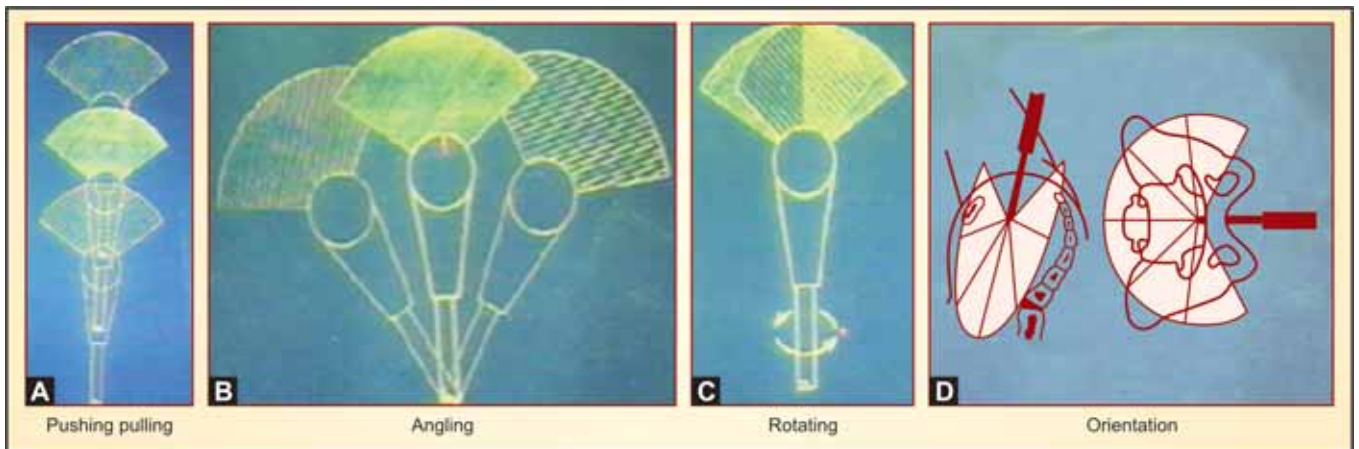 A
B
C
D
Pushing pulling
Angling
Rotating
Orientation